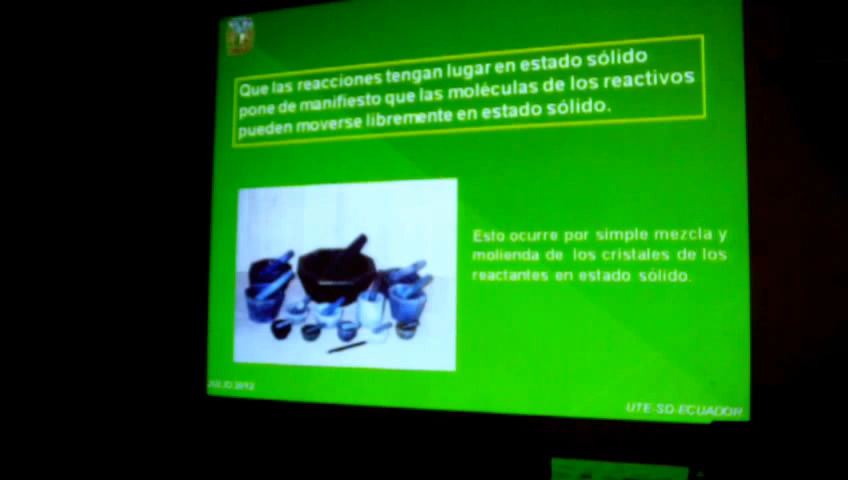 Que las reacciones tengan lugar en estado sólido
pone de manifiesto que las moléculas de los reactivos
pueden moverse libremente en estado sólido.
Esto ocurre por simple mezcla y
molienda de los cristales de los
reactantes en estado sólido.
JULIO 2012
UTE-SD-ECUADOR